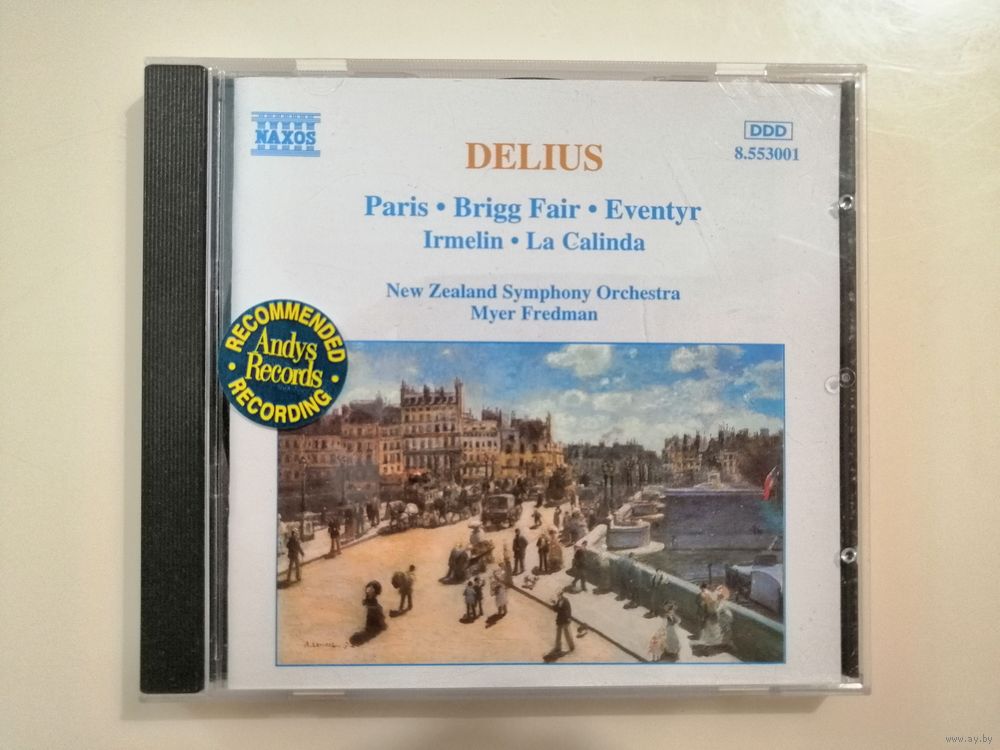 NAXOS
DDD
8.553001
DELIUS
Paris • Brigg Fair • Eventyr
Irmelin • La Calinda
New Zealand Symphony Orchestra
Myer Fredman
RECOMMENDED
Andys
Records
RECORDING
www.ay.by